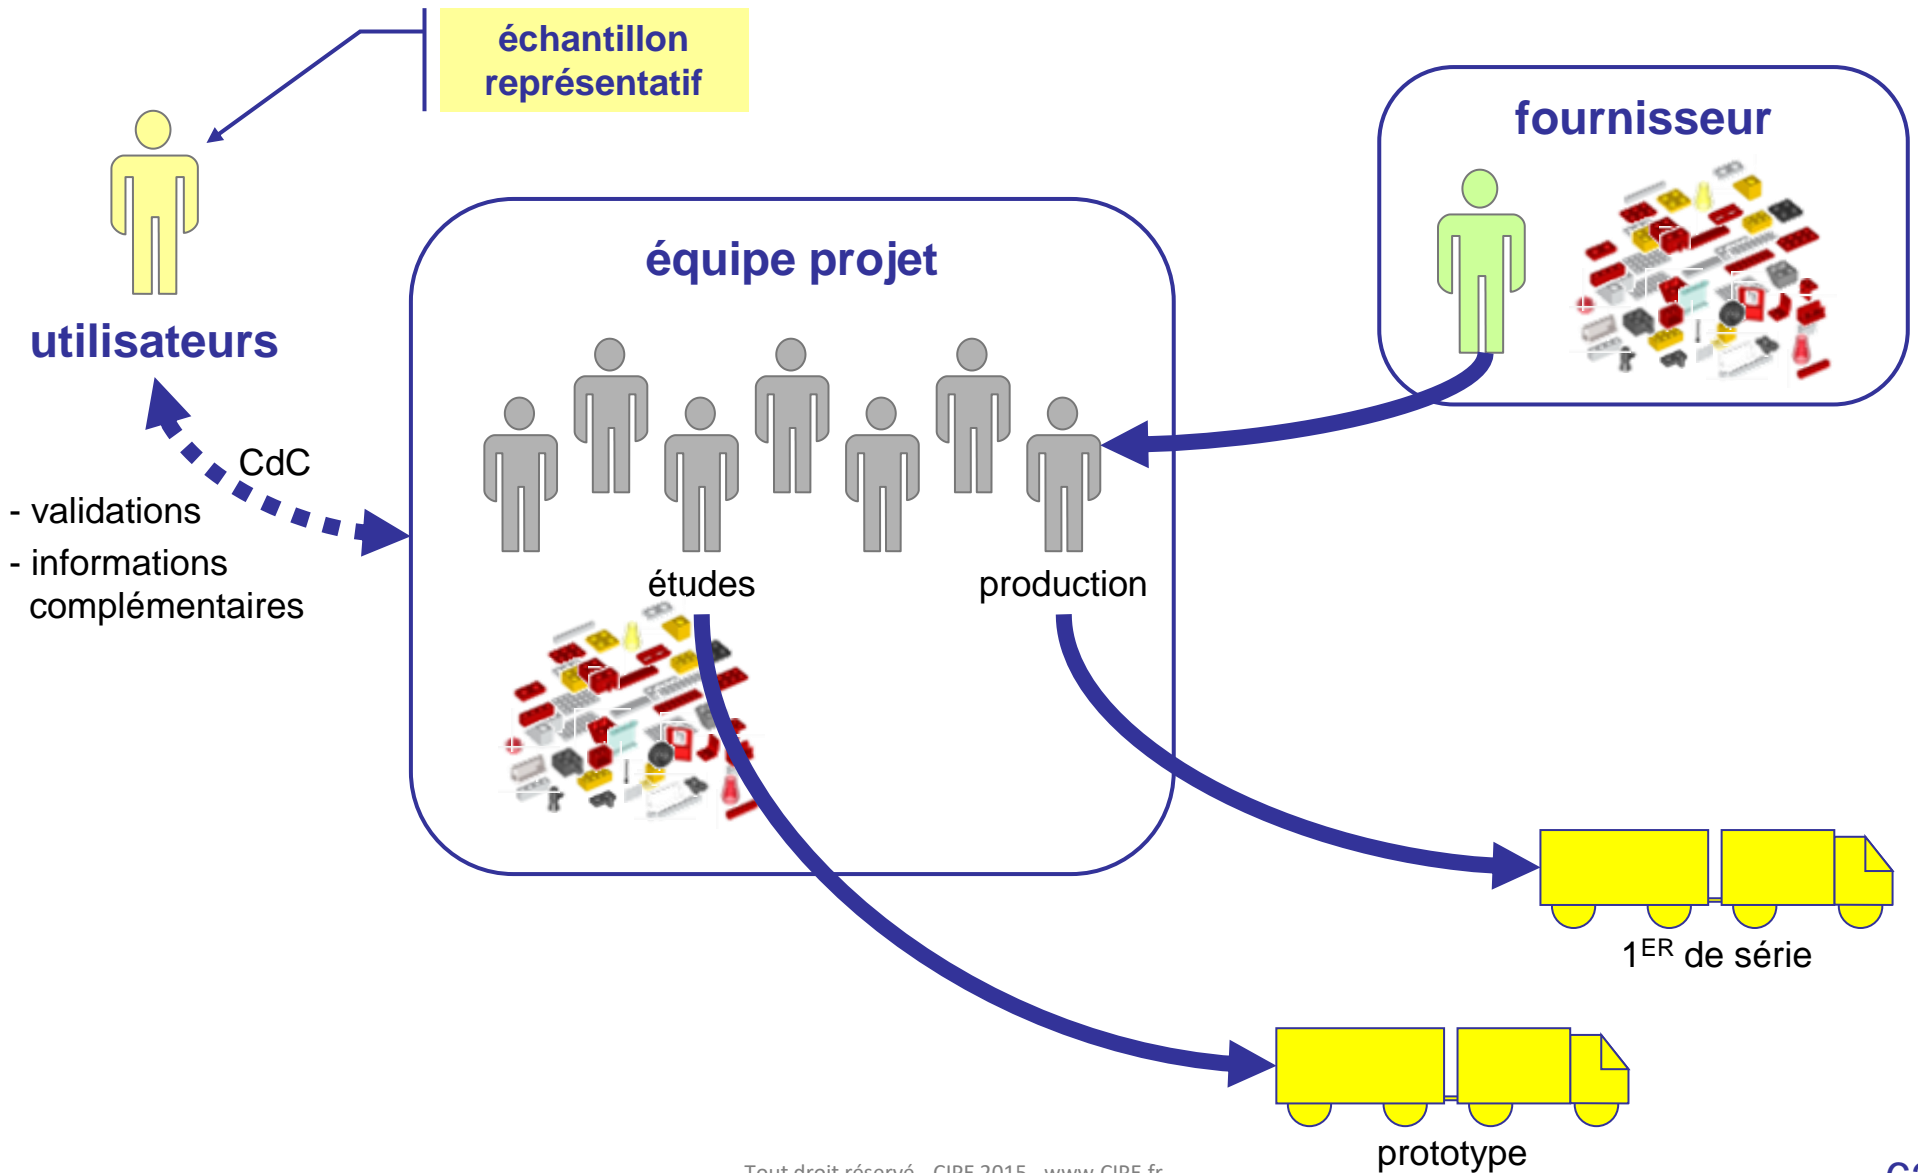 échantillon
représentatif
fournisseur
équipe projet
utilisateurs
CdC
- validations
- informations
complémentaires
études
production
1ER de série
prototype